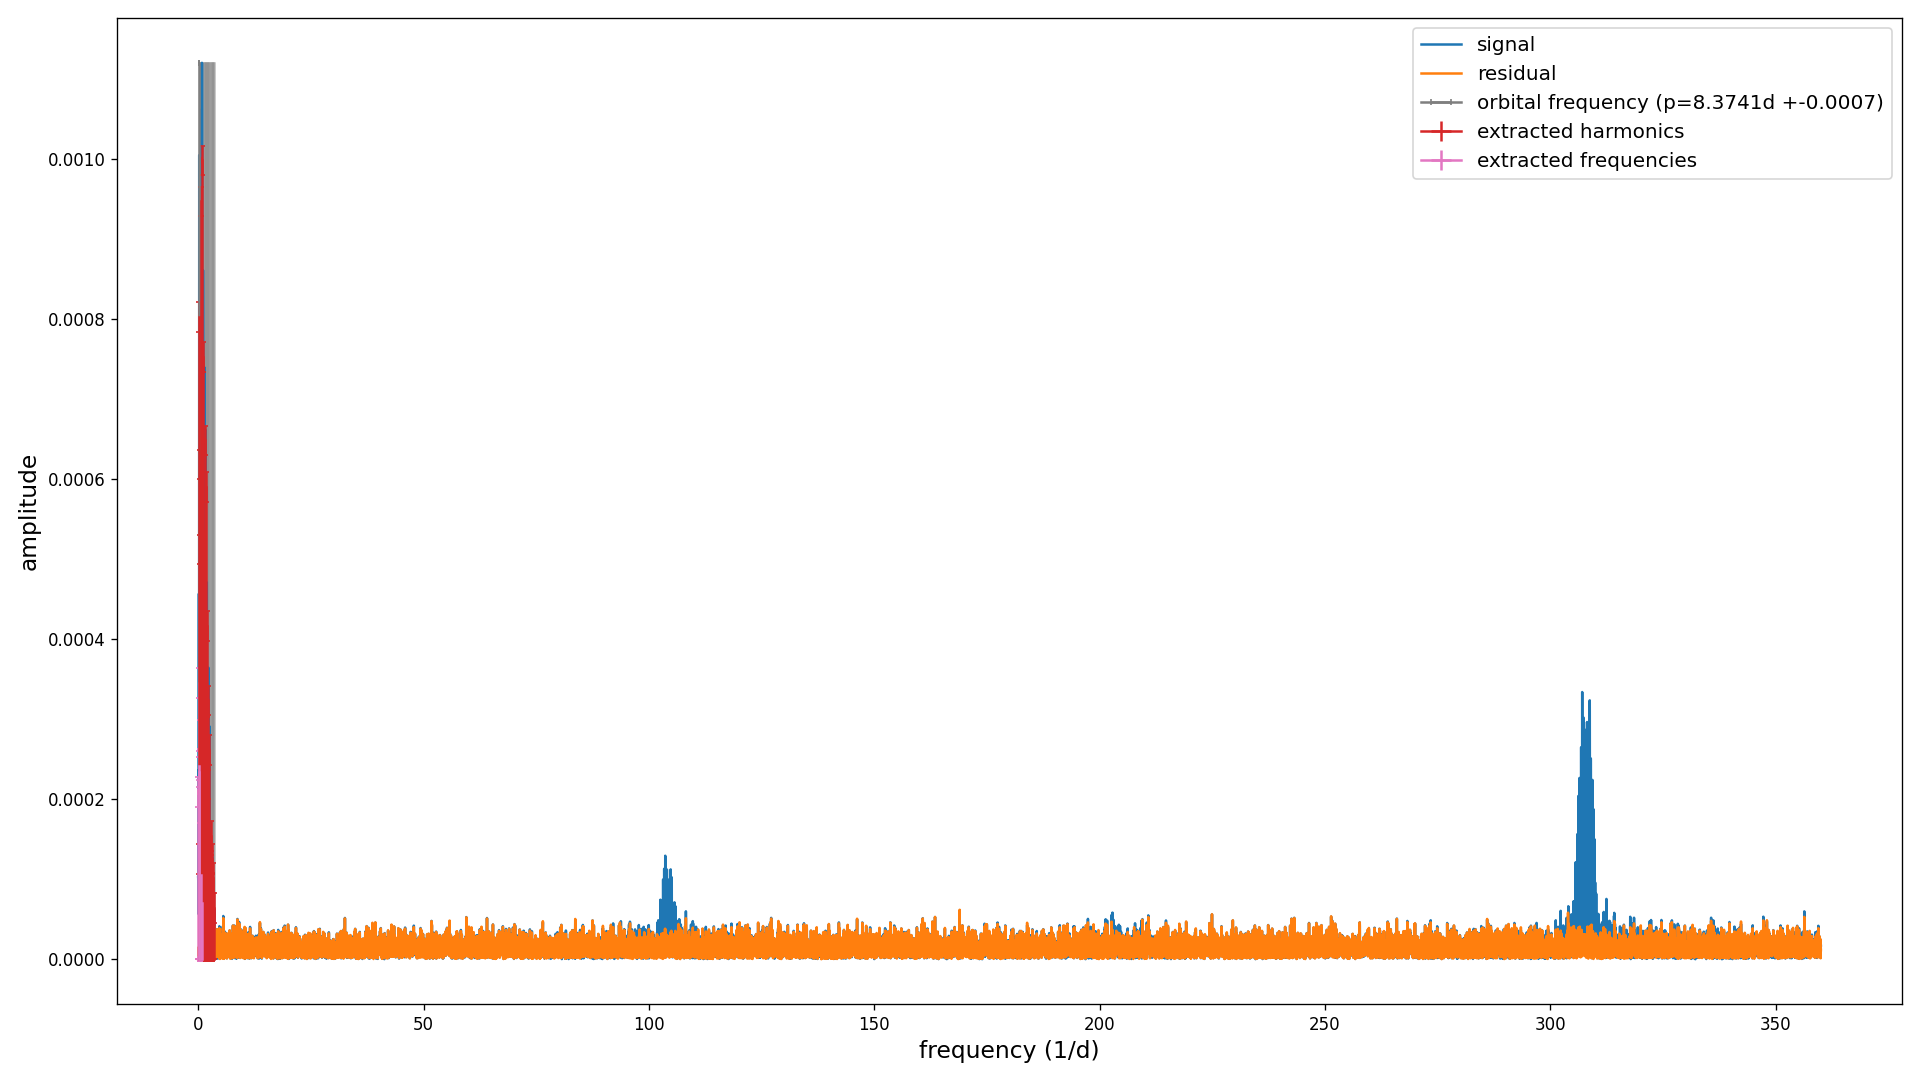 signal
residual
orbital frequency (p=8.3741d +-0.0007)
extracted harmonics
extracted frequencies
0.0010
0.0008
0.0006
0.0004
0.0002
0.0000
amplitude
0 50 100 150 200 250 300 350
frequency (1/d)